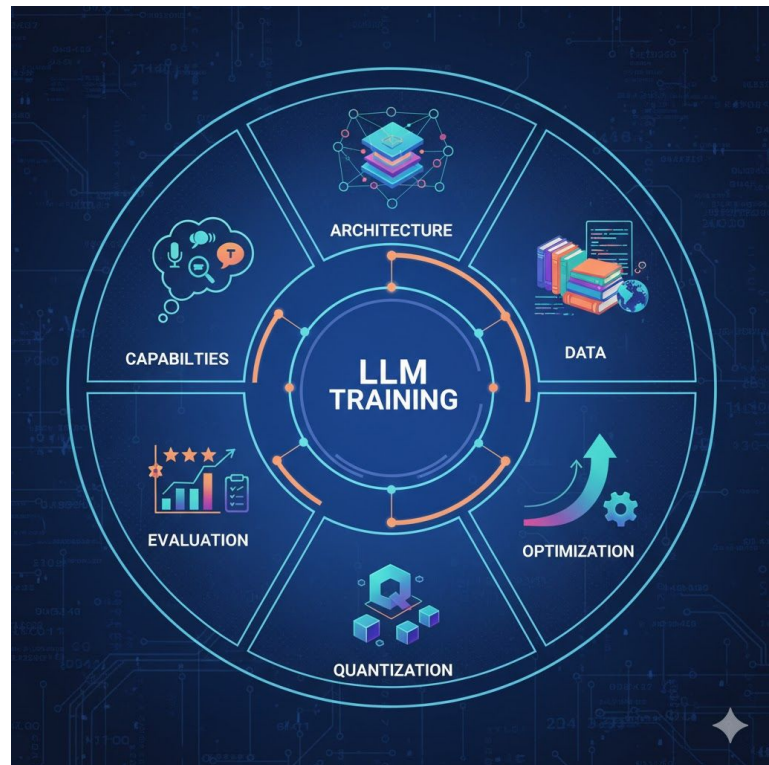 ARCHITECTURE
T
CAPABILTIES
DATA
LLM
TRAINING
EVALUATION
OPTIMIZATION
Q
QUANTIZATION